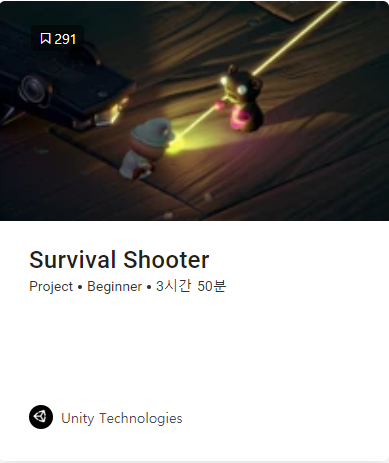 291
Survival Shooter
Project • Beginner • 3시간 50분
Unity Technologies